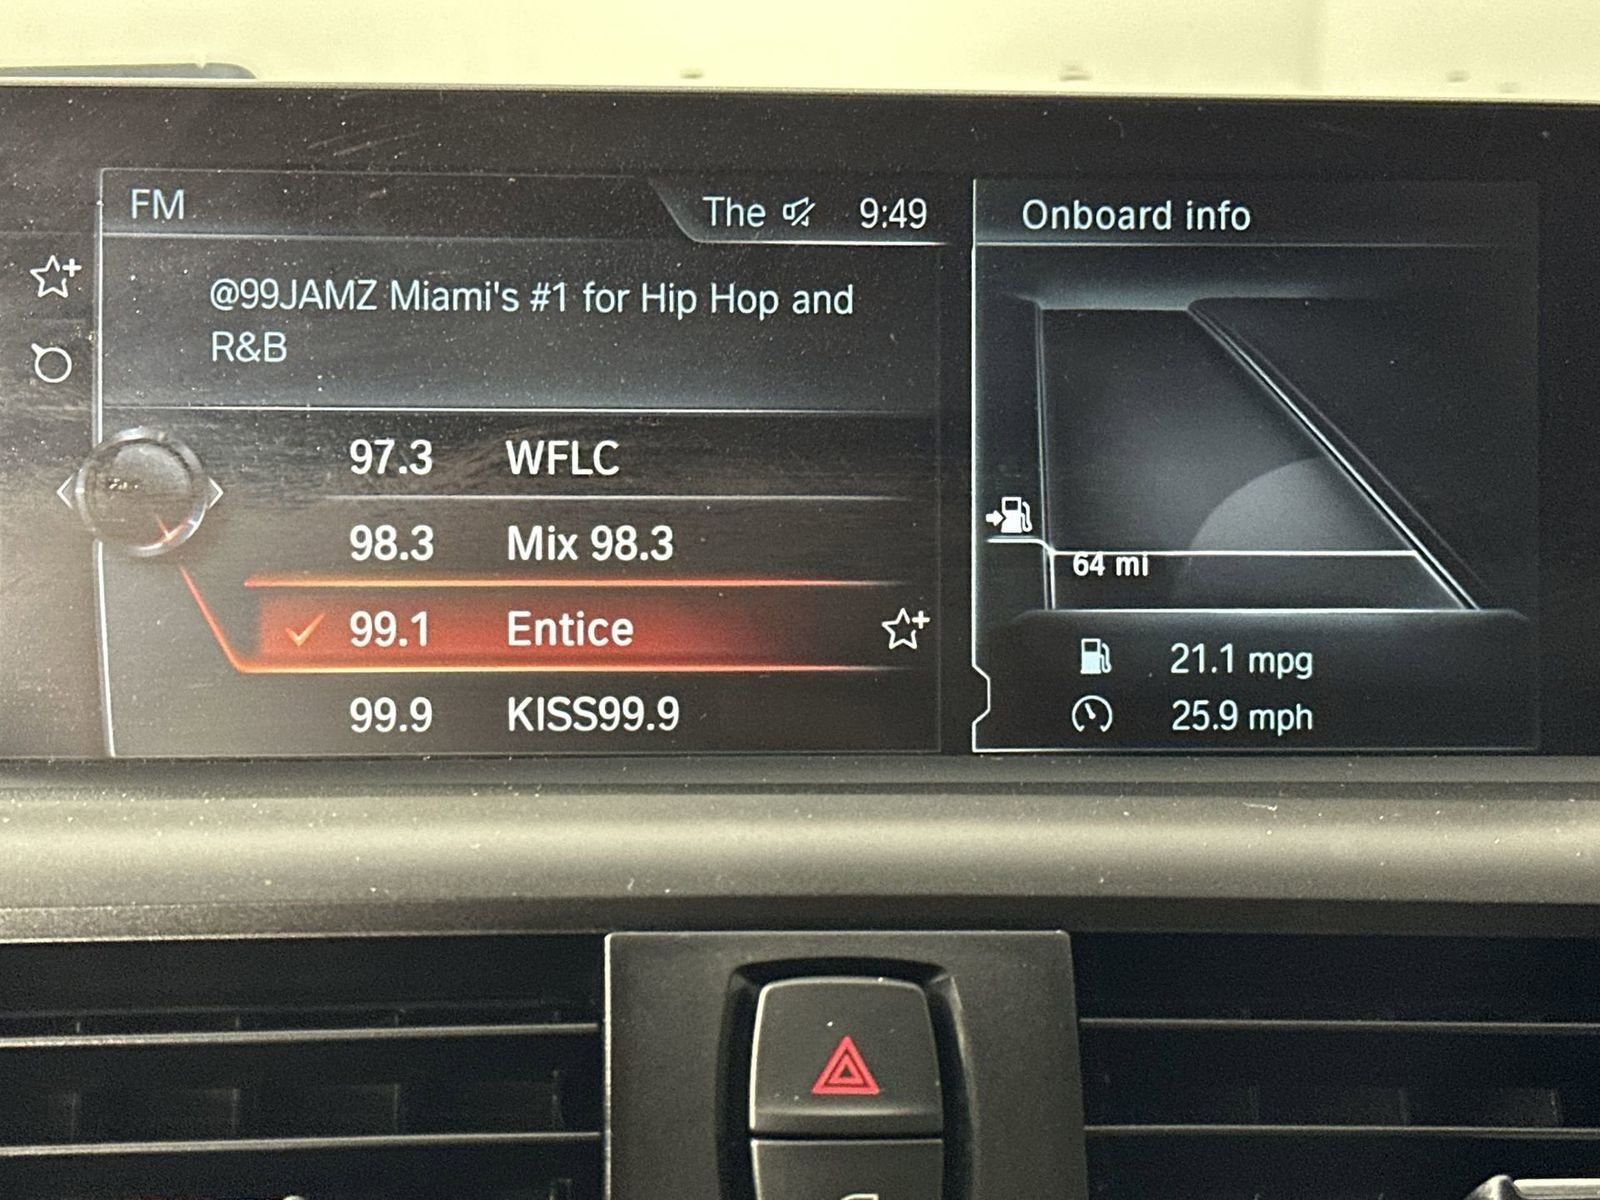 FM
The 9:49
@99JAMZ Miami's #1 for Hip Hop and
R&B
97.3 WFLC
98.3 Mix 98.3
99.1 Entice
99.9 KISS99.9
Onboard info
64 mi
21.1 mpg
25.9 mph